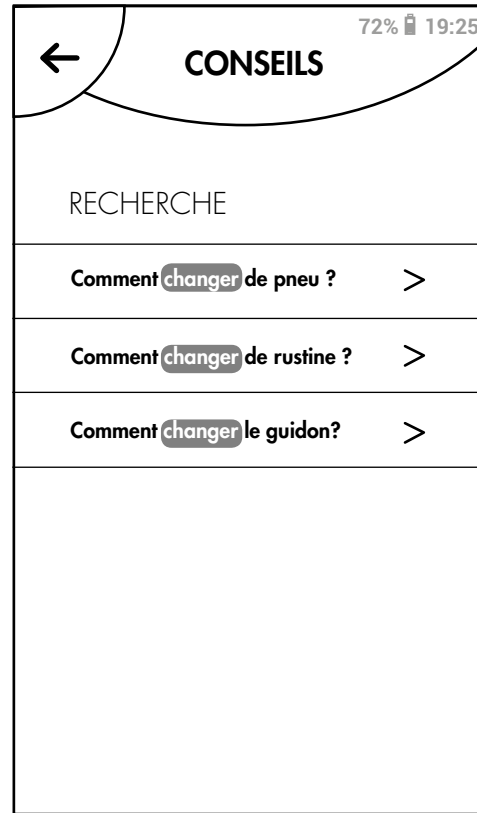 72% 19:25
CONSEILS
RECHERCHE
Comment changer de pneu ? >
Comment changer de rustine ? >
Comment changer le guidon? >